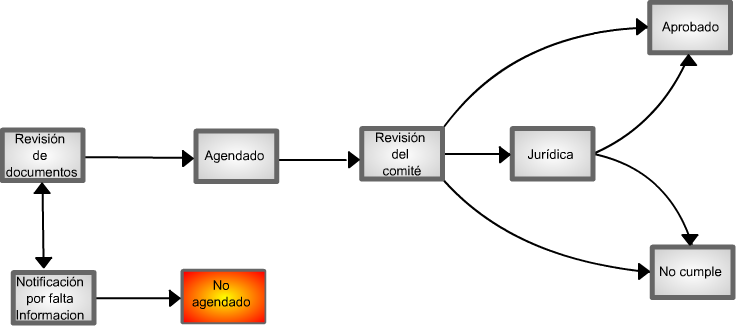 Aprobado
Revisión
de
documentos
Agendado
Revisión
del
comité
Jurídica
Notificación
por falta
Informacion
No
agendado
No cumple